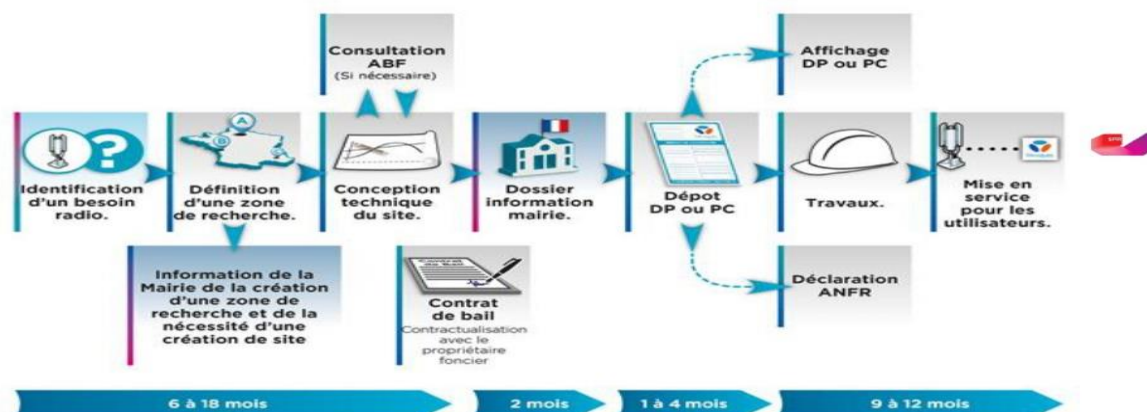 Consultation
ABF
(Si nécessaire)
Affichage
DP ou PC
A
B
?
Identification
d'un besoin
radio.
Définition
d'une zone
de recherche.
Conception
technique
du site.
Dossier
information
mairie.
Dépot
DP ou PC
Travaux.
Mise en
service
pour les
utilisateurs.
Information de la
Mairie de la création
d'une zone de
recherche et de la
nécessité d'une
création de site
Contrat de Bail
Contrat
de bail
Contractualisation
avec le
propriétaire
foncier
Déclaration
ANFR
6 à 18 mois
2 mois
1 à 4 mois
9 à 12 mois